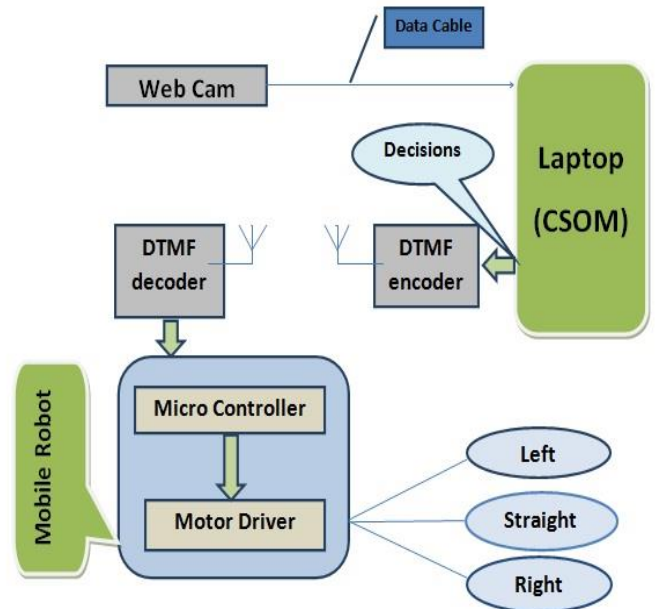 Data Cable
Web Cam
Laptop
(CSOM)
Decisions
DTMF
decoder
DTMF
encoder
Mobile Robot
Micro Controller
Motor Driver
Left
Straight
Right